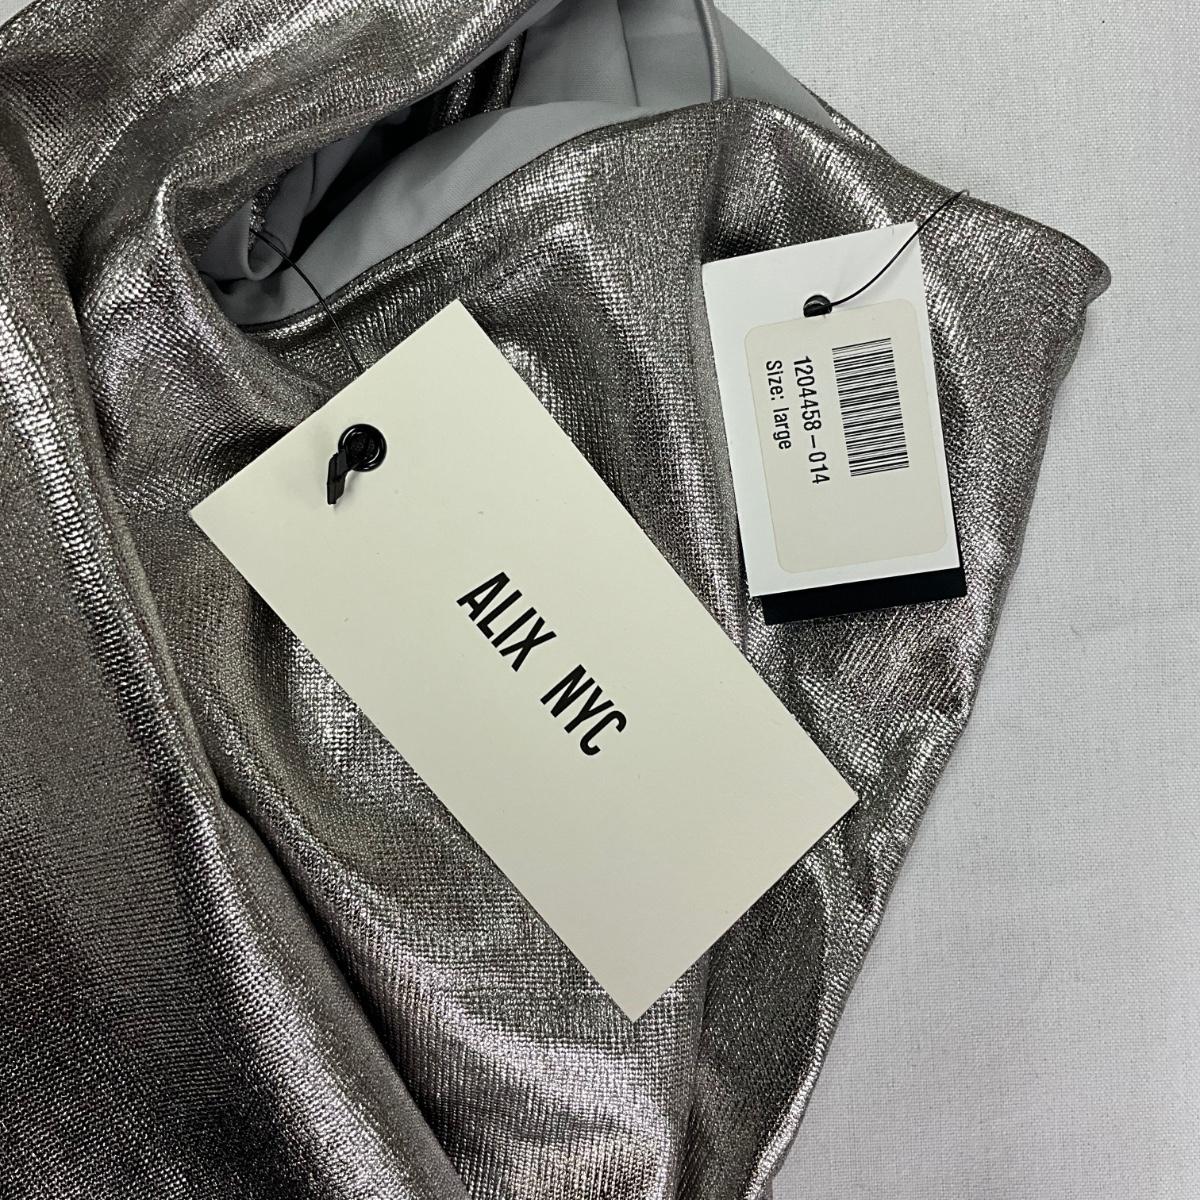 ALIX NYC
1204458-014
Size: large